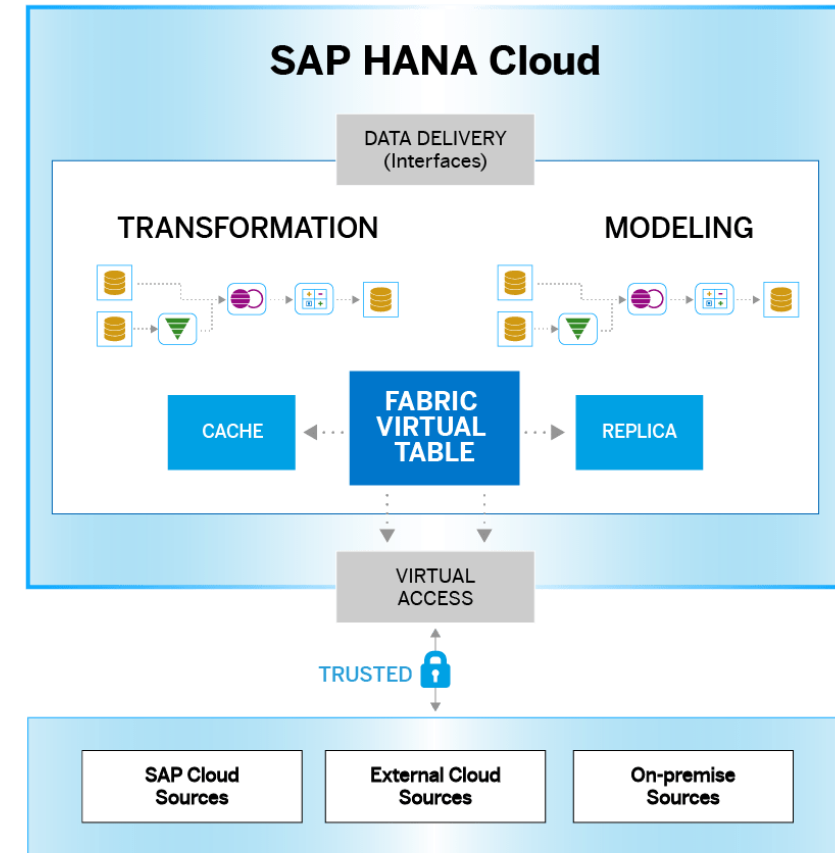 SAP HANA Cloud
DATA DELIVERY
(Interfaces)
TRANSFORMATION
MODELING
CACHE
FABRIC
VIRTUAL
TABLE
REPLICA
VIRTUAL
ACCESS
TRUSTED
SAP Cloud
Sources
External Cloud
Sources
On-premise
Sources